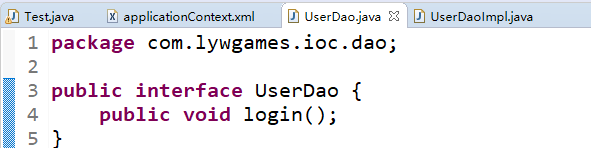 Test.java applicationContext.xml UserDao.java UserDaoImpl.java
1 package com.lywgames.ioc.dao;
2
3 public interface UserDao {
4     public void login();
5 }